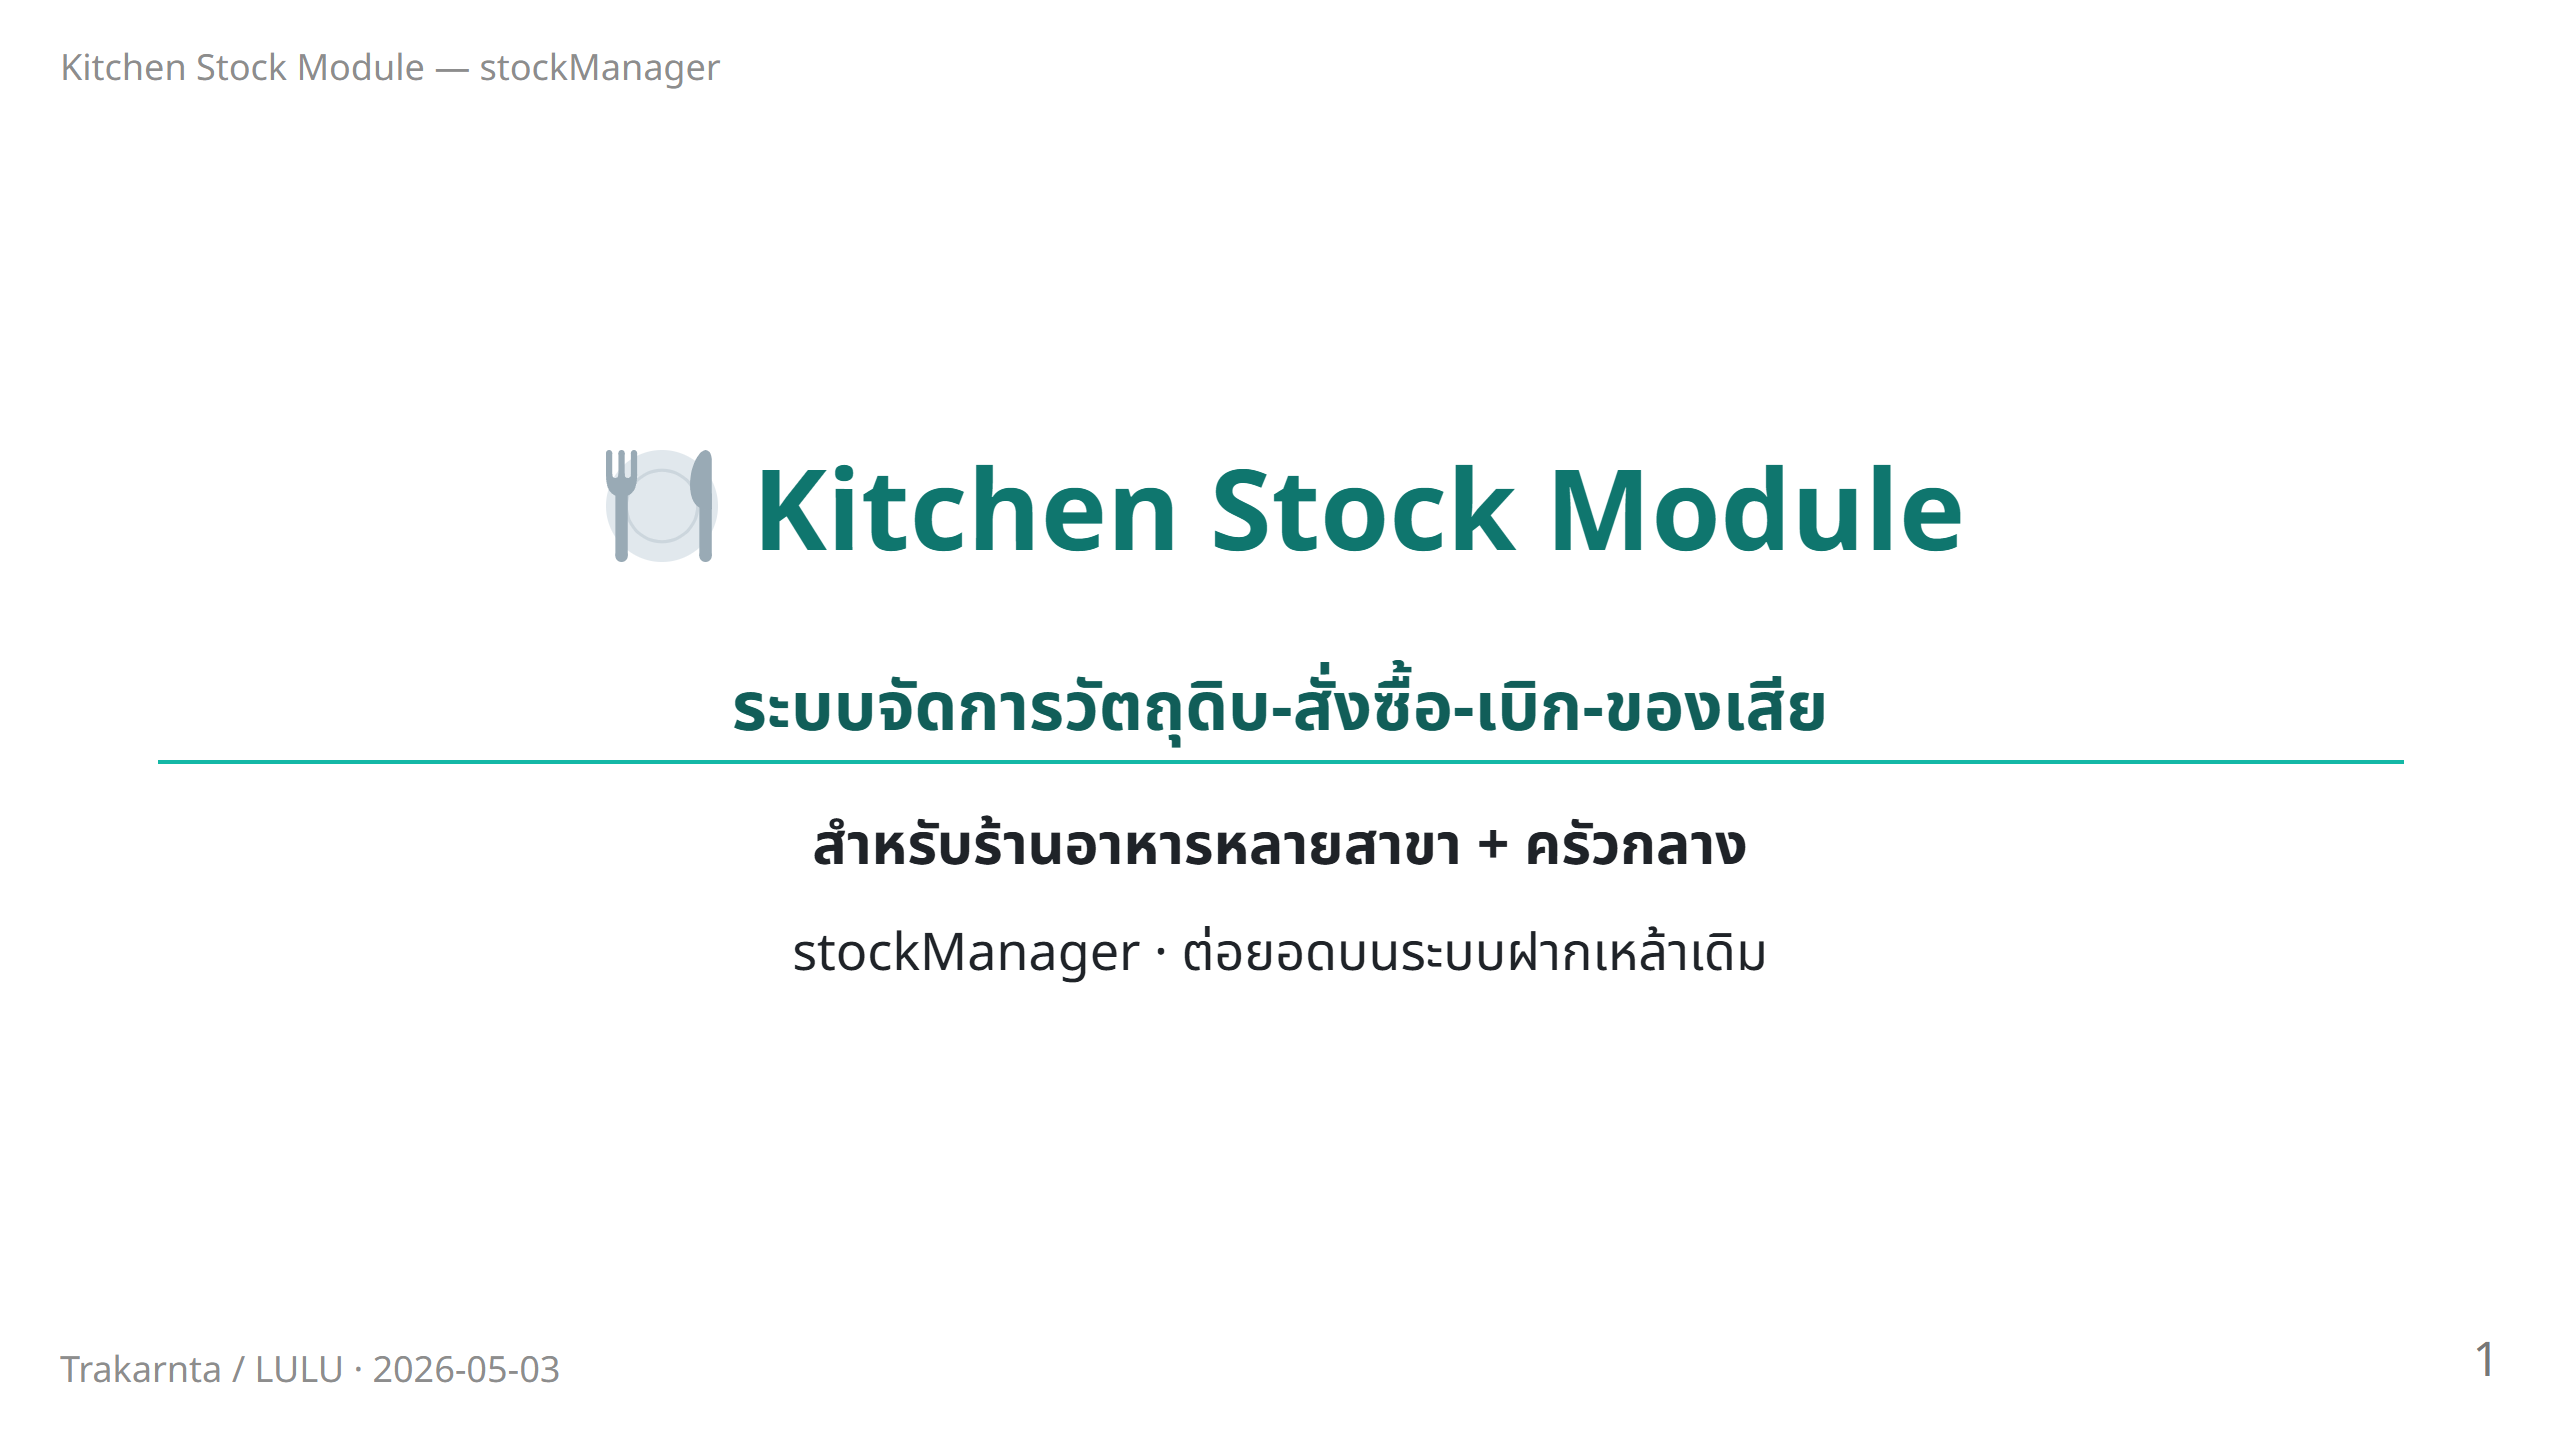 Kitchen Stock Module — stockManager
Kitchen Stock Module
ระบบจัดการวัตถุดิบ-สั่งซื้อ-เบิก-ของเสีย
สำหรับร้านอาหารหลายสาขา + ครัวกลาง
stockManager · ต่อยอดบนระบบฝากเหล้าเดิม
Trakarnta / LULU · 2026-05-03
1